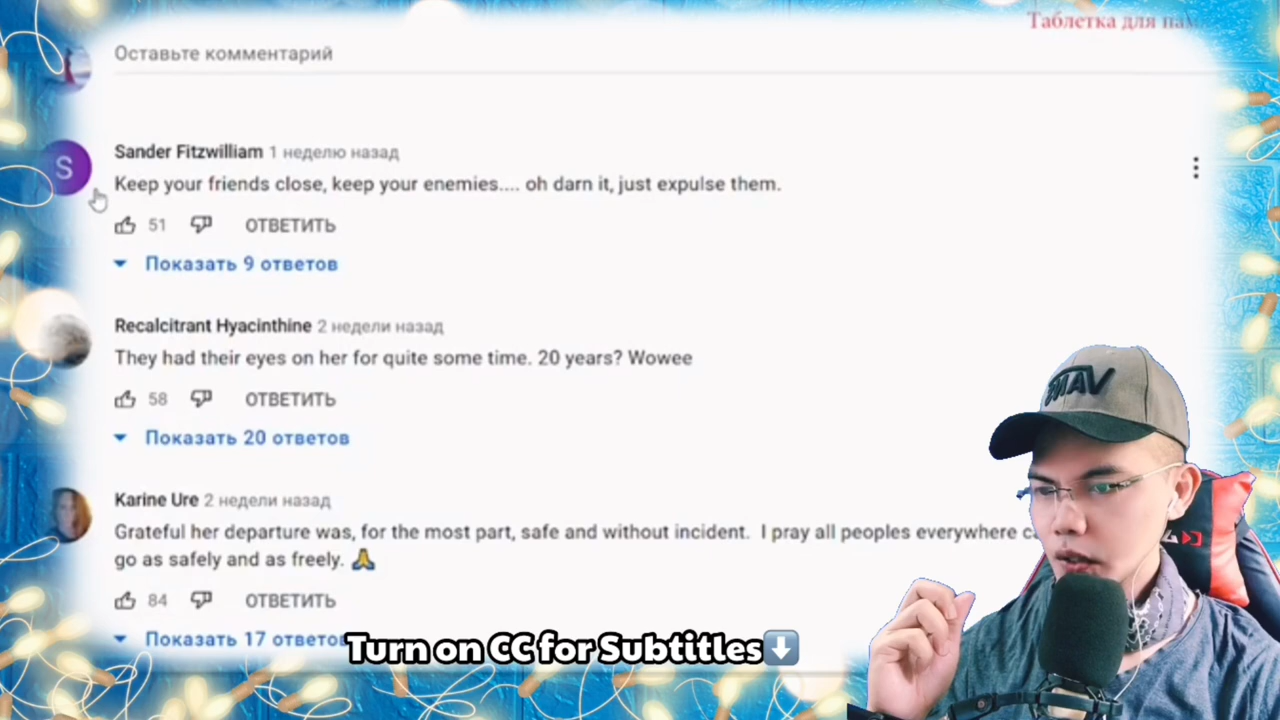 Таблетка для
Оставьте комментарий
Sander Fitzwilliam 1 неделю назад
S
Keep your friends close, keep your enemies.... oh darn it, just expulse them.
51 ОТВЕТИТЬ
Показать 9 ответов
Recalcitrant Hyacinthine 2 недели назад
They had their eyes on her for quite some time. 20 years? Wowee
58 ОТВЕТИТЬ
Показать 20 ответов
Karine Ure 2 недели назад
Grateful her departure was, for the most part, safe and without incident. I pray all peoples everywhere
go as safely and as freely. 🙏
84 ОТВЕТИТЬ
Показать 17
Turn on CC for Subtitles⬇️